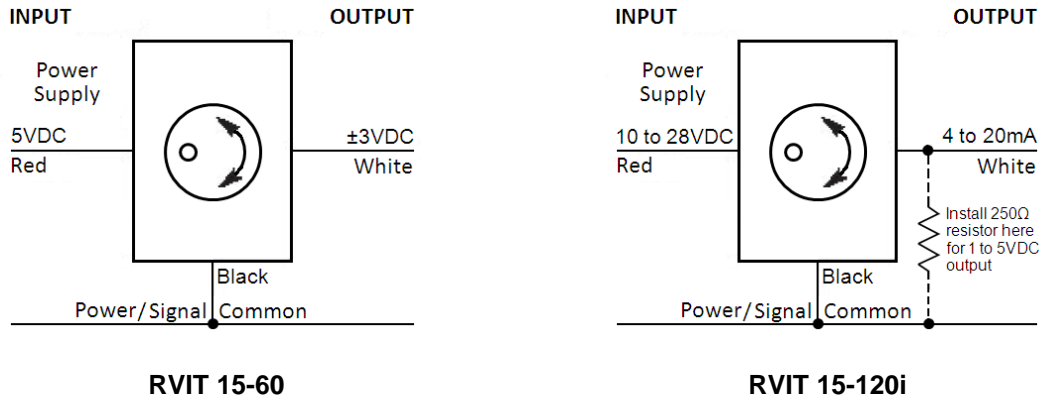 INPUT
OUTPUT
Power
Supply
5VDC
Red
±3VDC
White
Black
Power/Signal Common
RVIT 15-60
INPUT
OUTPUT
Power
Supply
10 to 28VDC
Red
4 to 20mA
White
Install 250Ω
resistor here
for 1 to 5VDC
output
Black
Power/Signal Common
RVIT 15-120i